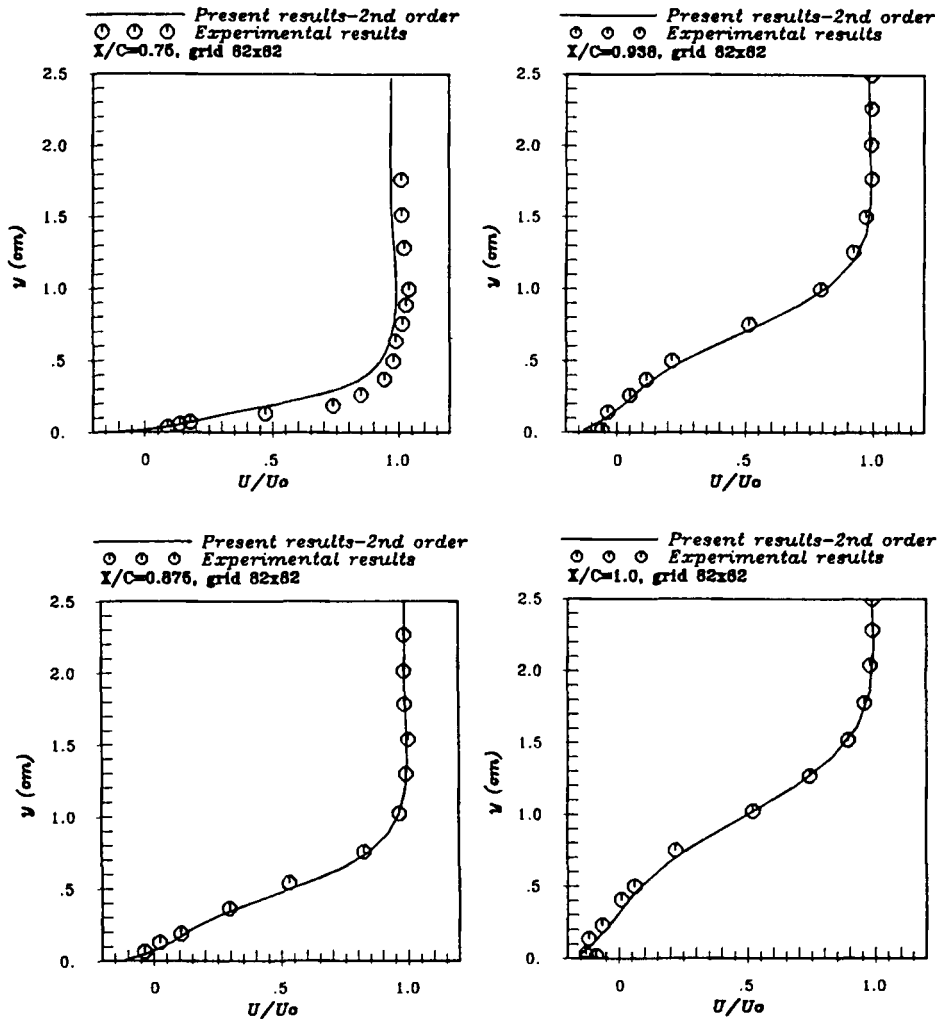 Present results-2nd order
Experimental results
X/C=0.75, grid 82x82
2.5
2.0
1.5
1.0
.5
0.
y (cm)
0 .5 1.0
U/Uo
Present results-2nd order
Experimental results
X/C=0.938, grid 82x82
2.5
2.0
1.5
1.0
.5
0.
y (cm)
0 .5 1.0
U/Uo
Present results-2nd order
Experimental results
X/C=0.875, grid 82x82
2.5
2.0
1.5
1.0
.5
0.
y (cm)
0 .5 1.0
U/Uo
Present results-2nd order
Experimental results
X/C=1.0, grid 82x82
2.5
2.0
1.5
1.0
.5
0.
y (cm)
0 .5 1.0
U/Uo